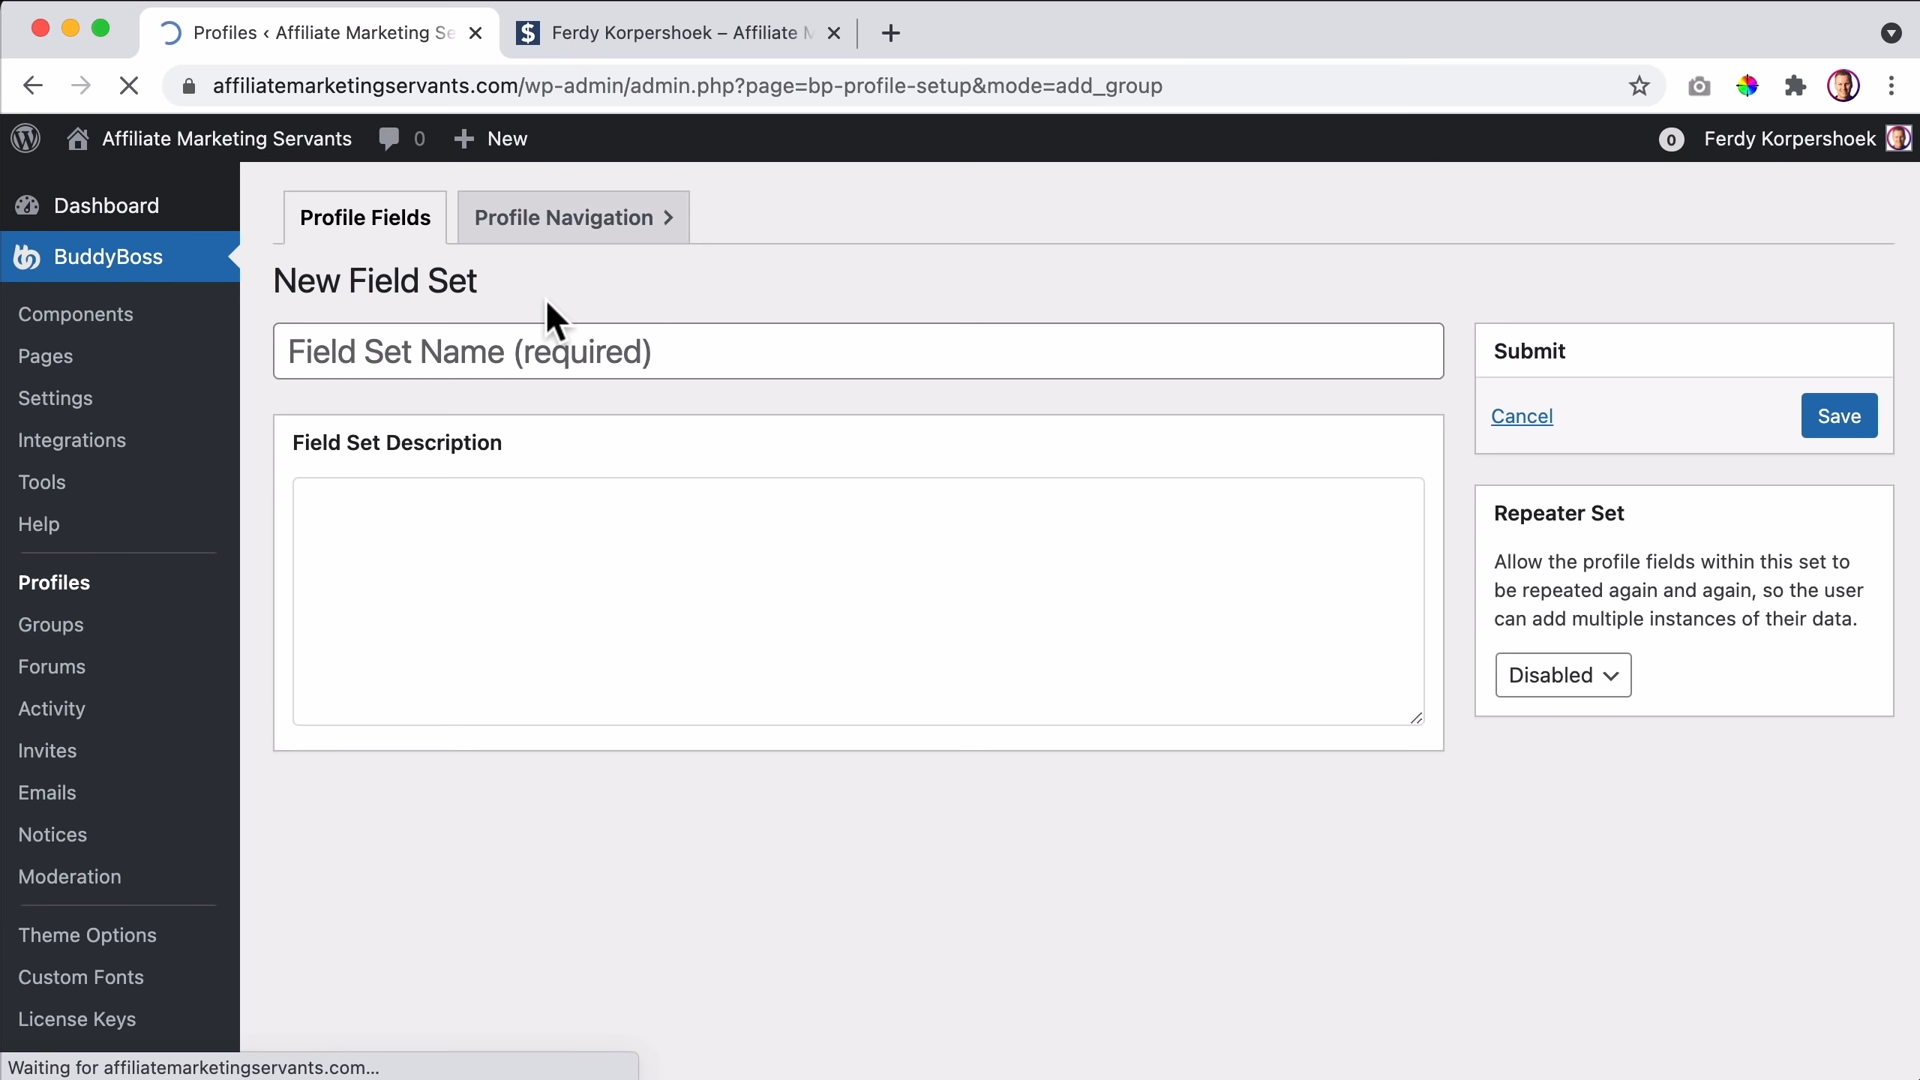 Profiles ‹ Affiliate Marketing Se
Ferdy Korpershoek – Affiliate M
affiliatemarketingservants.com/wp-admin/admin.php?page=bp-profile-setup&mode=add_group
Affiliate Marketing Servants
0
New
0
Ferdy Korpershoek
Dashboard
BuddyBoss
Components
Pages
Settings
Integrations
Tools
Help
Profiles
Groups
Forums
Activity
Invites
Emails
Notices
Moderation
Theme Options
Custom Fonts
License Keys
Profile Fields
Profile Navigation
New Field Set
Field Set Name (required)
Field Set Description
Submit
Cancel
Save
Repeater Set
Allow the profile fields within this set to
be repeated again and again, so the user
can add multiple instances of their data.
Disabled
Waiting for affiliatemarketingservants.com...